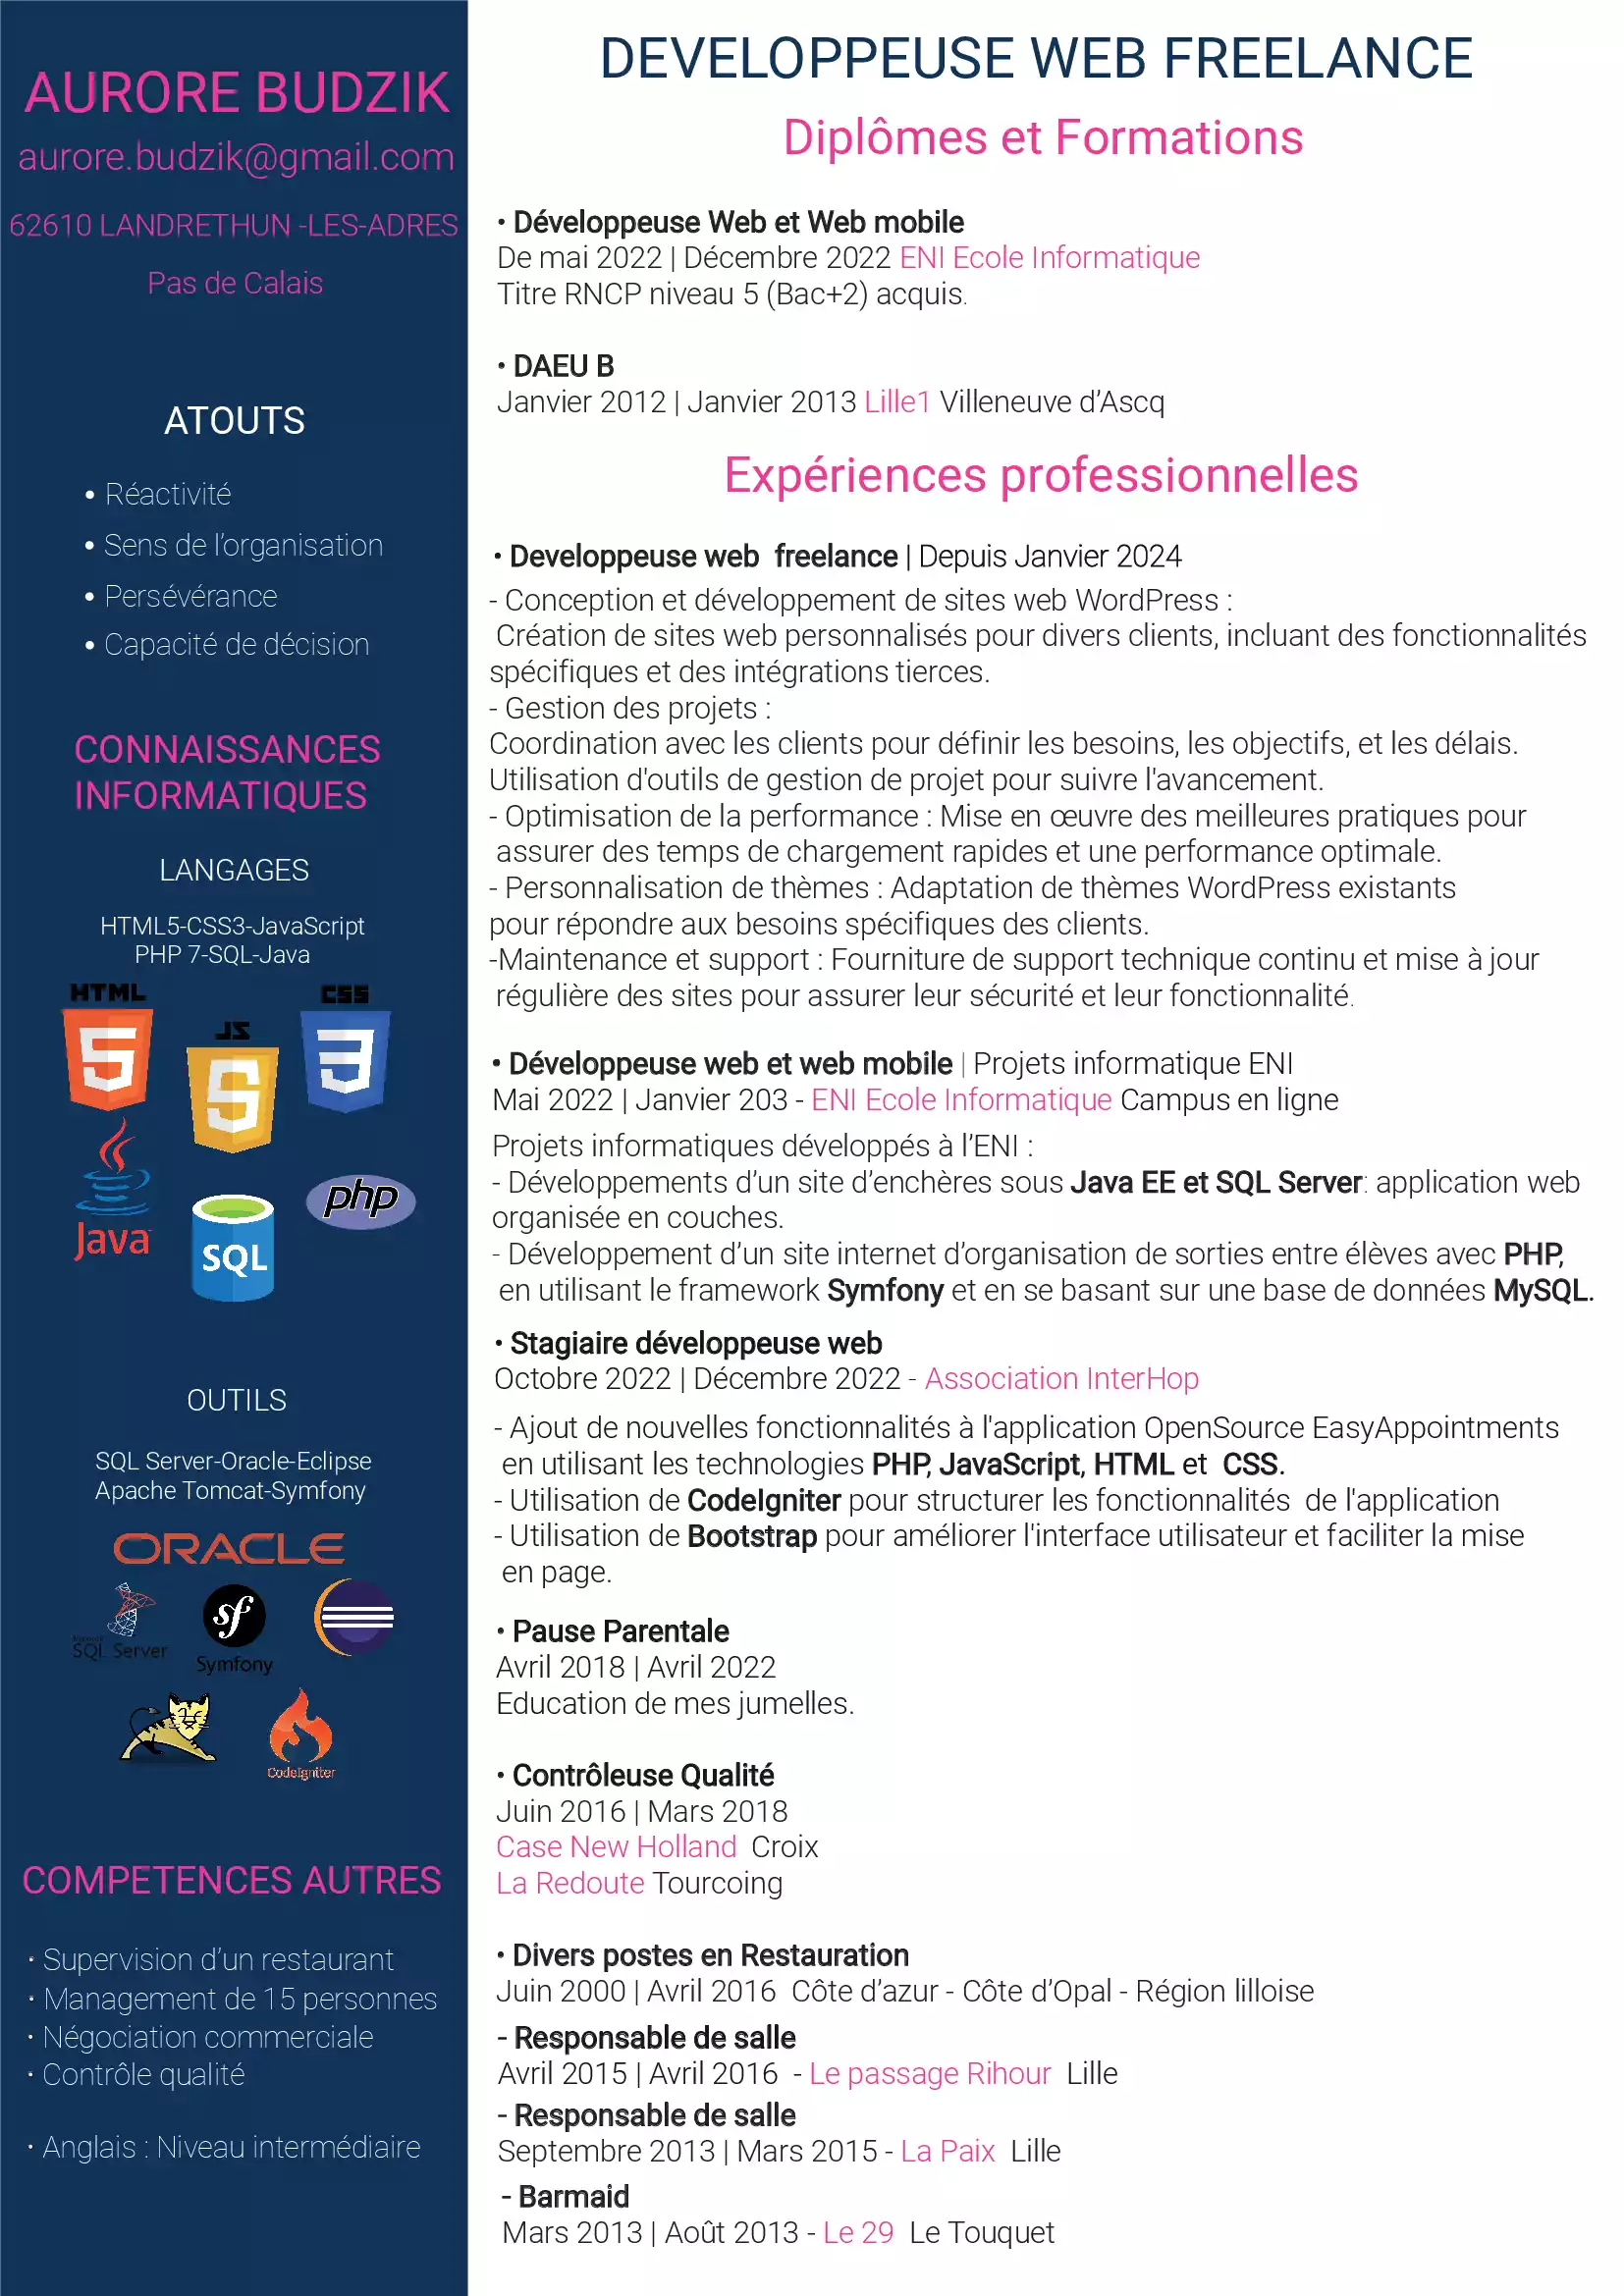 AURORE BUDZIK
aurore.budzik@gmail.com
62610 LANDRETHUN -LES-ADRES
Pas de Calais
ATOUTS
• Réactivité
• Sens de l’organisation
• Persévérance
• Capacité de décision
CONNAISSANCES
INFORMATIQUES
LANGAGES
HTML5-CSS3-JavaScript
PHP 7-SQL-Java
HTML
CSS
JS
Java
php
SQL
OUTILS
SQL Server-Oracle-Eclipse
Apache Tomcat-Symfony
ORACLE
SQL Server
sf
Symfony
CodeIgniter
COMPETENCES AUTRES
· Supervision d’un restaurant
· Management de 15 personnes
· Négociation commerciale
· Contrôle qualité
· Anglais : Niveau intermédiaire
DEVELOPPEUSE WEB FREELANCE
Diplômes et Formations
• Développeuse Web et Web mobile
De mai 2022 | Décembre 2022 ENI Ecole Informatique
Titre RNCP niveau 5 (Bac+2) acquis.
• DAEU B
Janvier 2012 | Janvier 2013 Lille1 Villeneuve d’Ascq
Expériences professionnelles
• Developpeuse web freelance | Depuis Janvier 2024
- Conception et développement de sites web WordPress :
Création de sites web personnalisés pour divers clients, incluant des fonctionnalités
spécifiques et des intégrations tierces.
- Gestion des projets :
Coordination avec les clients pour définir les besoins, les objectifs, et les délais.
Utilisation d'outils de gestion de projet pour suivre l'avancement.
- Optimisation de la performance : Mise en œuvre des meilleures pratiques pour
assurer des temps de chargement rapides et une performance optimale.
- Personnalisation de thèmes : Adaptation de thèmes WordPress existants
pour répondre aux besoins spécifiques des clients.
-Maintenance et support : Fourniture de support technique continu et mise à jour
régulière des sites pour assurer leur sécurité et leur fonctionnalité.
• Développeuse web et web mobile | Projets informatique ENI
Mai 2022 | Janvier 203 - ENI Ecole Informatique Campus en ligne
Projets informatiques développés à l’ENI :
- Développements d’un site d’enchères sous Java EE et SQL Server: application web
organisée en couches.
- Développement d’un site internet d’organisation de sorties entre élèves avec PHP,
en utilisant le framework Symfony et en se basant sur une base de données MySQL.
• Stagiaire développeuse web
Octobre 2022 | Décembre 2022 - Association InterHop
- Ajout de nouvelles fonctionnalités à l'application OpenSource EasyAppointments
en utilisant les technologies PHP, JavaScript, HTML et CSS.
- Utilisation de CodeIgniter pour structurer les fonctionnalités de l'application
- Utilisation de Bootstrap pour améliorer l'interface utilisateur et faciliter la mise
en page.
• Pause Parentale
Avril 2018 | Avril 2022
Education de mes jumelles.
• Contrôleuse Qualité
Juin 2016 | Mars 2018
Case New Holland Croix
La Redoute Tourcoing
• Divers postes en Restauration
Juin 2000 | Avril 2016 Côte d’azur - Côte d’Opal - Région lilloise
- Responsable de salle
Avril 2015 | Avril 2016 - Le passage Rihour Lille
- Responsable de salle
Septembre 2013 | Mars 2015 - La Paix Lille
- Barmaid
Mars 2013 | Août 2013 - Le 29 Le Touquet